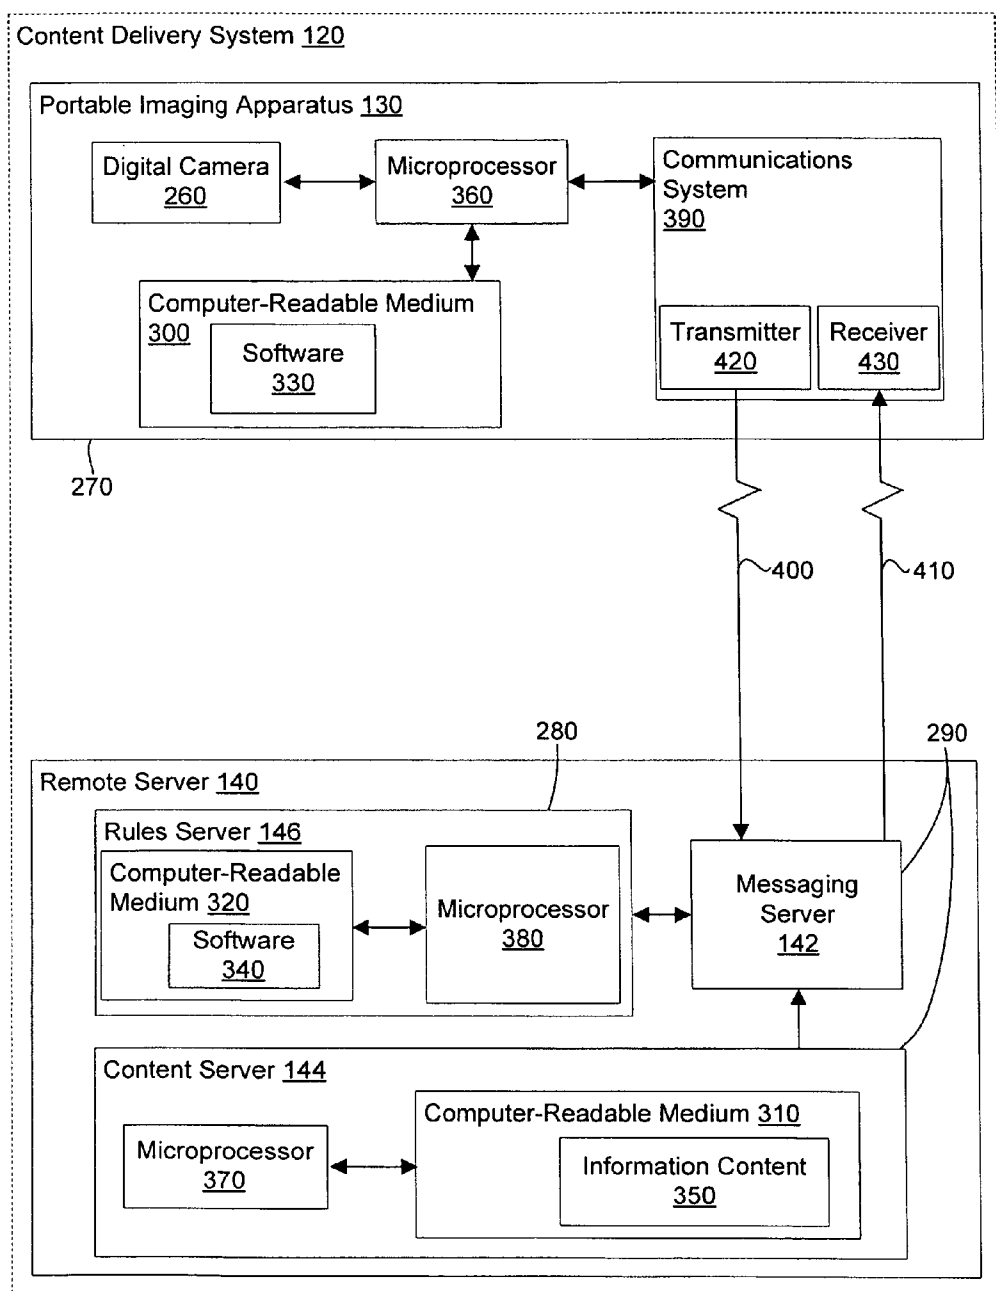 Content Delivery System 120
Portable Imaging Apparatus 130
Digital Camera
260
Microprocessor
360
Communications
System
390
Computer-Readable Medium
300
Software
330
Transmitter
420
Receiver
430
270
400
410
280
290
Remote Server 140
Rules Server 146
Computer-Readable
Medium 320
Software
340
Microprocessor
380
Messaging
Server
142
Content Server 144
Microprocessor
370
Computer-Readable Medium 310
Information Content
350